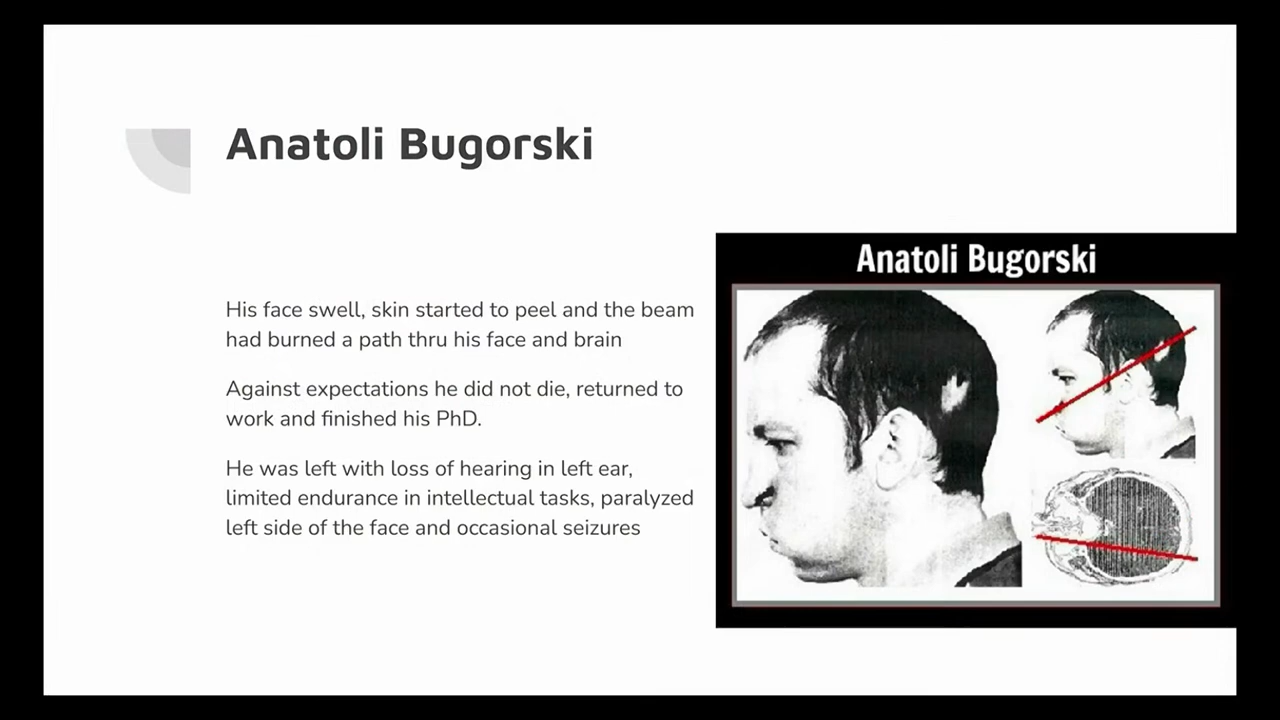 Anatoli Bugorski
His face swell, skin started to peel and the beam
had burned a path thru his face and brain
Against expectations he did not die, returned to
work and finished his PhD.
He was left with loss of hearing in left ear,
limited endurance in intellectual tasks, paralyzed
left side of the face and occasional seizures
Anatoli Bugorski